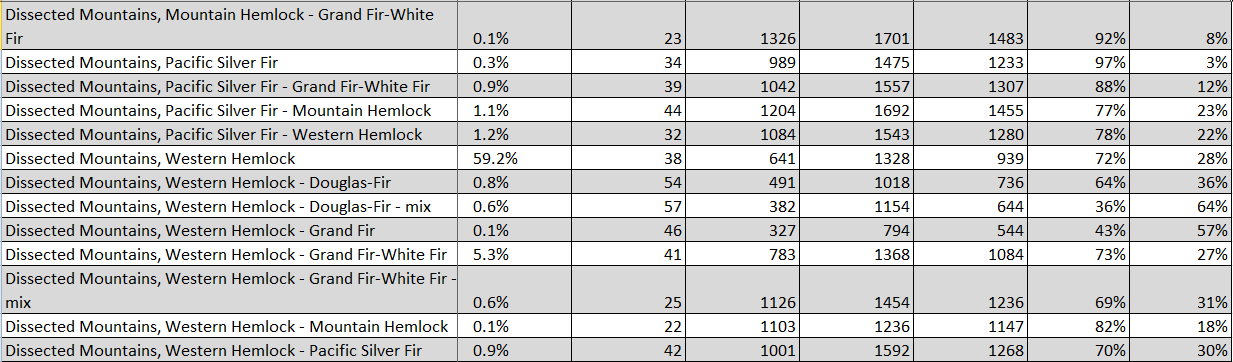 Dissected Mountains, Mountain Hemlock - Grand Fir-White
Fir 0.1% 23 1326 1701 1483 92% 8%
Dissected Mountains, Pacific Silver Fir 0.3% 34 989 1475 1233 97% 3%
Dissected Mountains, Pacific Silver Fir - Grand Fir-White Fir 0.9% 39 1042 1557 1307 88% 12%
Dissected Mountains, Pacific Silver Fir - Mountain Hemlock 1.1% 44 1204 1692 1455 77% 23%
Dissected Mountains, Pacific Silver Fir - Western Hemlock 1.2% 32 1084 1543 1280 78% 22%
Dissected Mountains, Western Hemlock 59.2% 38 641 1328 939 72% 28%
Dissected Mountains, Western Hemlock - Douglas-Fir 0.8% 54 491 1018 736 64% 36%
Dissected Mountains, Western Hemlock - Douglas-Fir - mix 0.6% 57 382 1154 644 36% 64%
Dissected Mountains, Western Hemlock - Grand Fir 0.1% 46 327 794 544 43% 57%
Dissected Mountains, Western Hemlock - Grand Fir-White Fir 5.3% 41 783 1368 1084 73% 27%
Dissected Mountains, Western Hemlock - Grand Fir-White Fir -
mix 0.6% 25 1126 1454 1236 69% 31%
Dissected Mountains, Western Hemlock - Mountain Hemlock 0.1% 22 1103 1236 1147 82% 18%
Dissected Mountains, Western Hemlock - Pacific Silver Fir 0.9% 42 1001 1592 1268 70% 30%